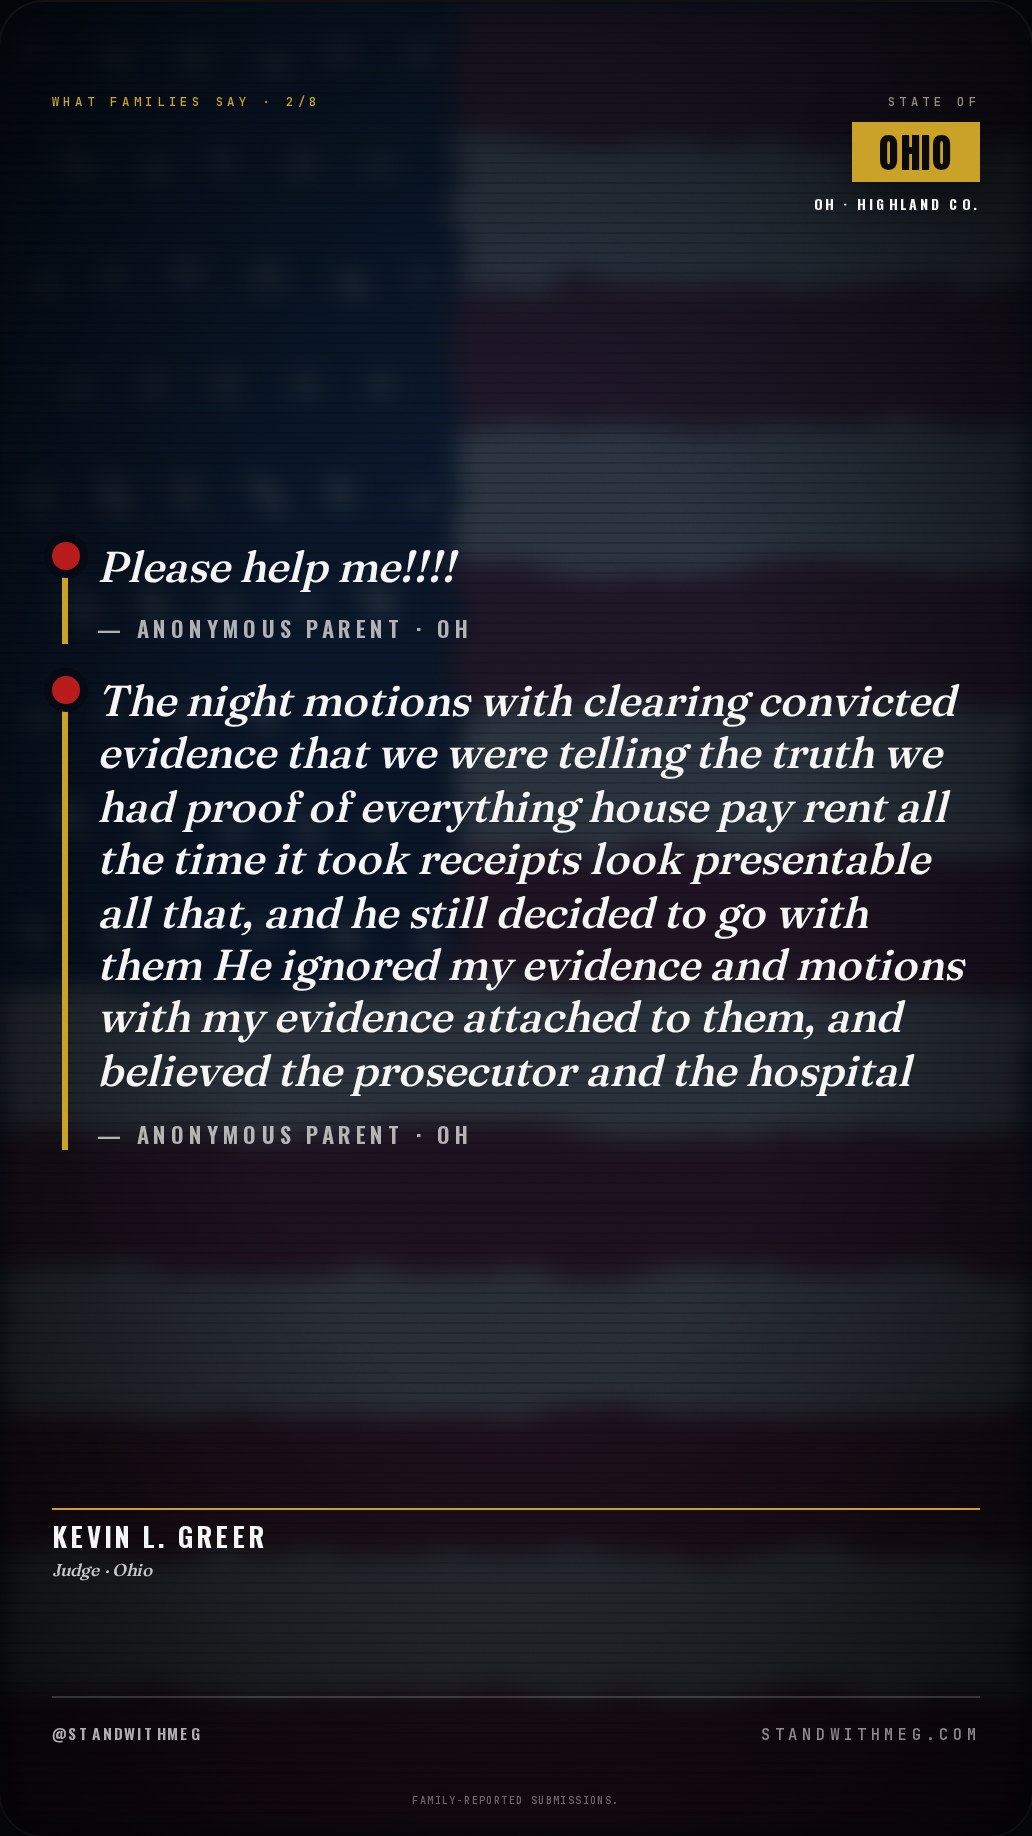 WHAT FAMILIES SAY · 2/8
STATE OF
OHIO
OH · HIGHLAND CO.
Please help me!!!!
— ANONYMOUS PARENT · OH
The night motions with clearing convicted
evidence that we were telling the truth we
had proof of everything house pay rent all
the time it took receipts look presentable
all that, and he still decided to go with
them He ignored my evidence and motions
with my evidence attached to them, and
believed the prosecutor and the hospital
— ANONYMOUS PARENT · OH
KEVIN L. GREER
Judge · Ohio
@STANDWITHMEG
STANDWITHMEG.COM
FAMILY-REPORTED SUBMISSIONS.